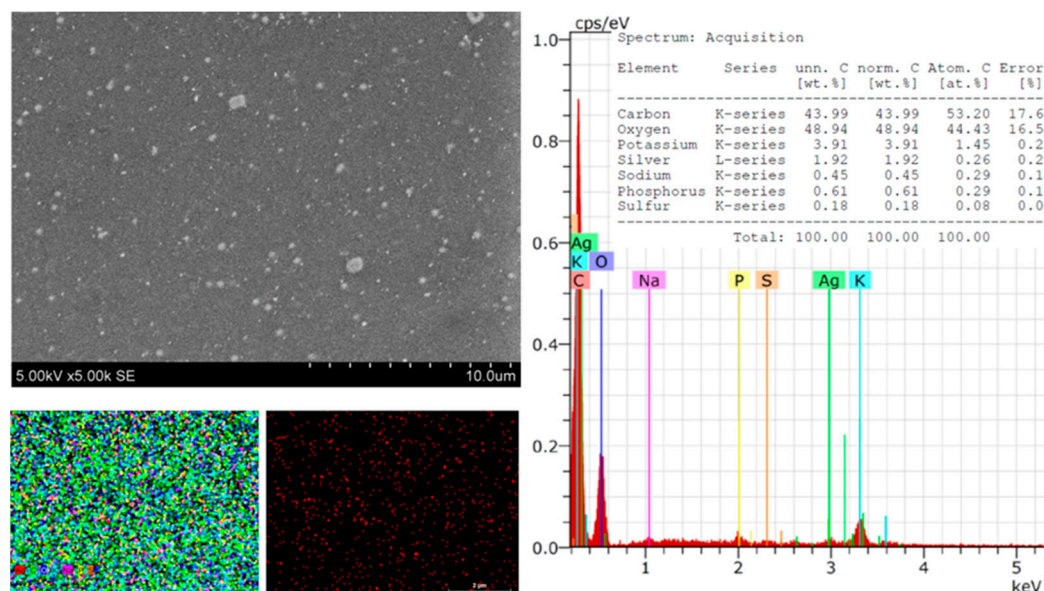 5.00kV x5.00k SE
10.0um
2 µm
cps/eV
Spectrum: Acquisition
Element Series unn. C norm. C Atom. C Error
[wt.%] [wt.%] [at.%] [%]
Carbon K-series 43.99 43.99 53.20 17.6
Oxygen K-series 48.94 48.94 44.43 16.5
Potassium K-series 3.91 3.91 1.45 0.2
Silver L-series 1.92 1.92 0.26 0.2
Sodium K-series 0.45 0.45 0.29 0.1
Phosphorus K-series 0.61 0.61 0.29 0.1
Sulfur K-series 0.18 0.18 0.08 0.0
Total: 100.00 100.00 100.00
1.0
0.8
0.6
0.4
0.2
0.0
Ag
K O
C Na P S Ag K
1 2 3 4 5
keV